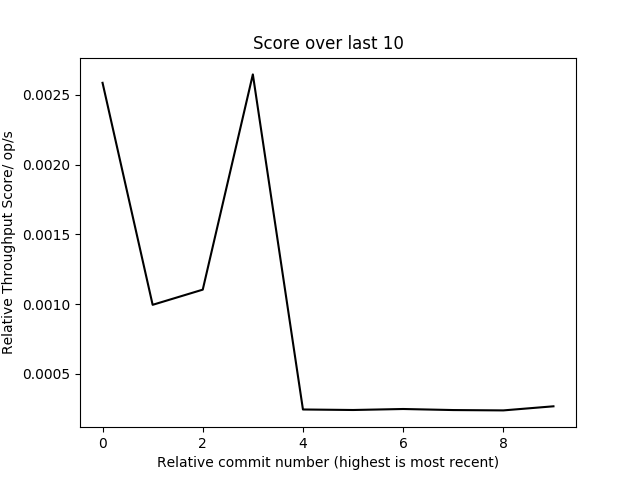 Score over last 10
Relative Throughput Score/ op/s
0.0025
0.0020
0.0015
0.0010
0.0005
0 2 4 6 8
Relative commit number (highest is most recent)